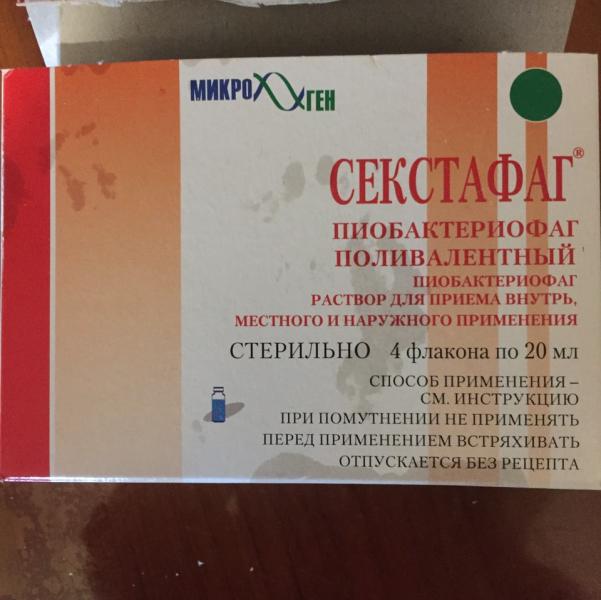 МИКРОГЕН
СЕКСТАФАГ®
ПИОБАКТЕРИОФАГ
ПОЛИВАЛЕНТНЫЙ
ПИОБАКТЕРИОФАГ
РАСТВОР ДЛЯ ПРИЕМА ВНУТРЬ,
МЕСТНОГО И НАРУЖНОГО ПРИМЕНЕНИЯ
СТЕРИЛЬНО 4 флакона по 20 мл
СПОСОБ ПРИМЕНЕНИЯ –
СМ. ИНСТРУКЦИЮ
ПРИ ПОМУТНЕНИИ НЕ ПРИМЕНЯТЬ
ПЕРЕД ПРИМЕНЕНИЕМ ВСТРЯХИВАТЬ
ОТПУСКАЕТСЯ БЕЗ РЕЦЕПТА